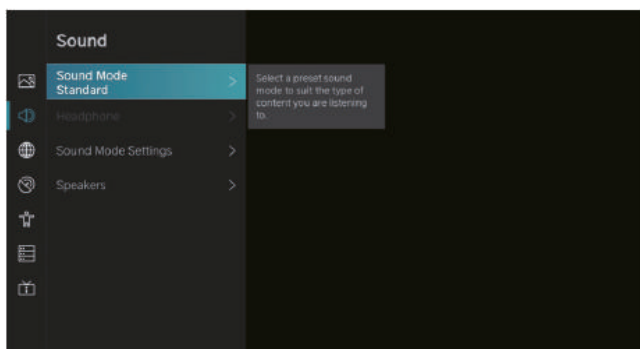 Sound
Sound Mode
Standard
Select a preset sound
mode to suit the type of
content you are listening
to.
Headphone
Sound Mode Settings
Speakers